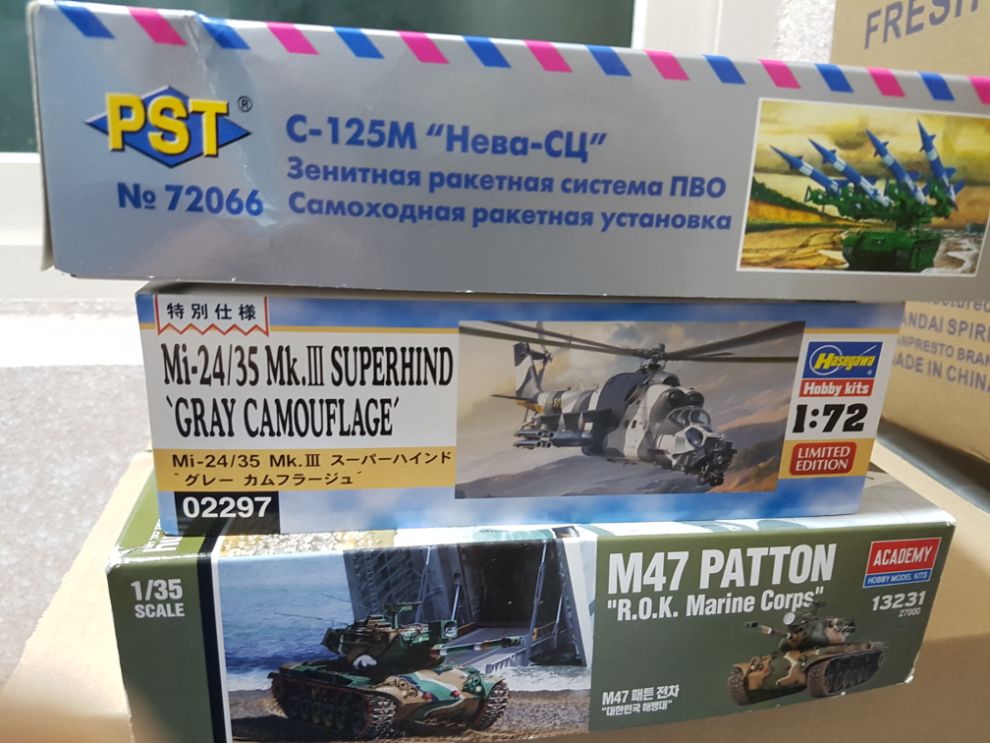 FRESH
PST®
№ 72066
С-125М "Нева-СЦ"
Зенитная ракетная система ПВО
Самоходная ракетная установка
特別仕様
Mi-24/35 Mk.III SUPERHIND
`GRAY CAMOUFLAGE´
Mi-24/35 Mk.III スーパーハインド
`グレー カムフラージュ´
02297
Hasegawa
Hobby kits
1:72
LIMITED
EDITION
ANDAI SPIRI
ANPRESTO BRAN
ADE IN CHINA
1/35
SCALE
M47 PATTON
"R.O.K. Marine Corps"
ACADEMY
HOBBY MODEL KITS
13231
27000
M47 패튼 전차
"대한민국 해병대"